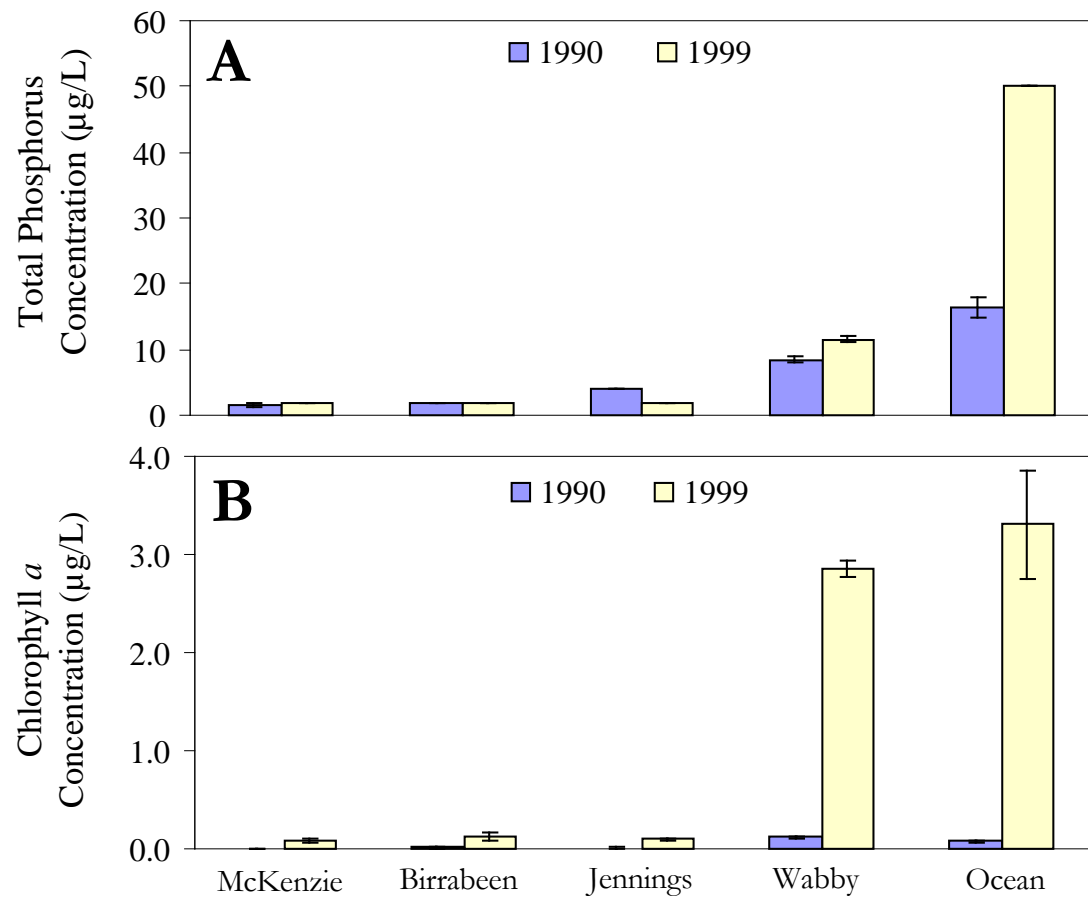 A
1990 1999
Total Phosphorus
Concentration (µg/L)
60
50
40
30
20
10
0
B
1990 1999
Chlorophyll a
Concentration (µg/L)
4.0
3.0
2.0
1.0
0.0
McKenzie Birrabeen Jennings Wabby Ocean